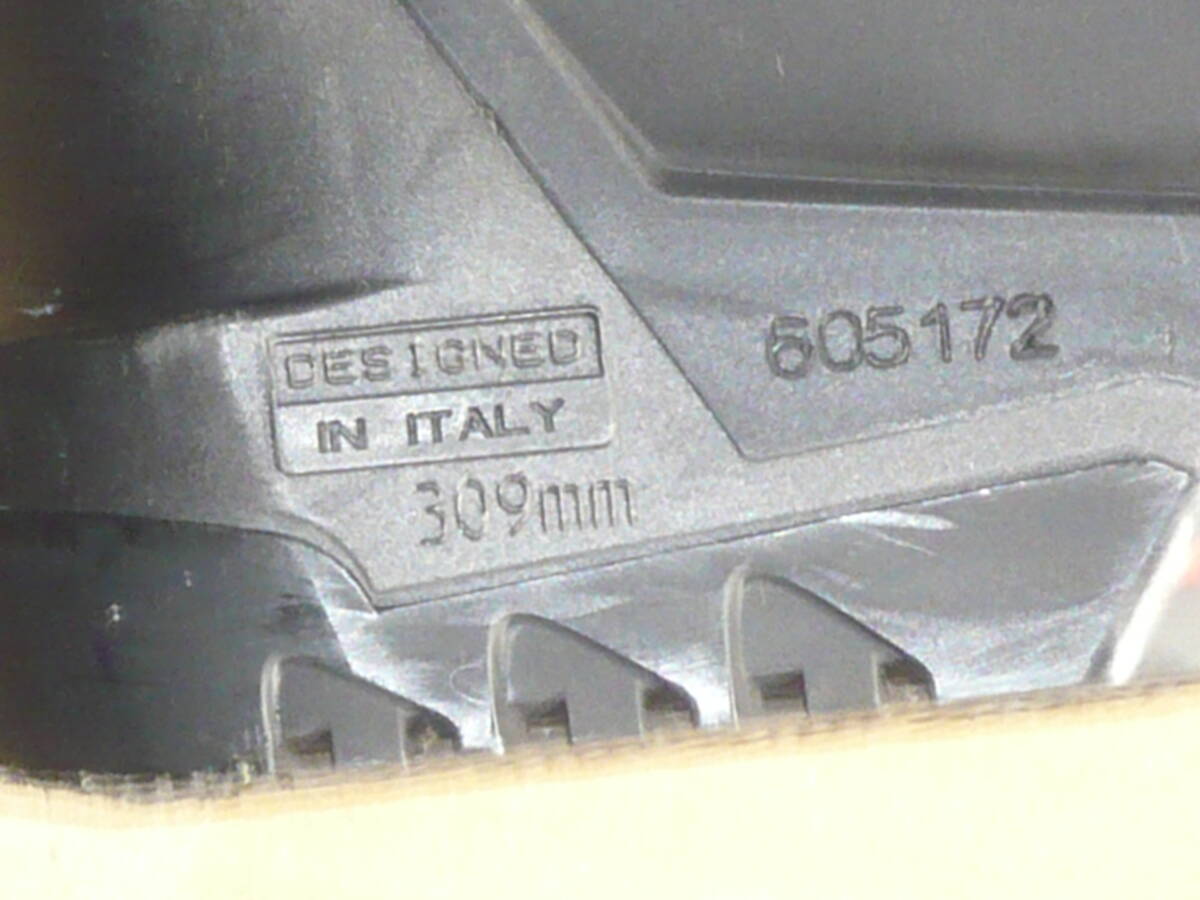 DESIGNED
IN ITALY
309mm
605172